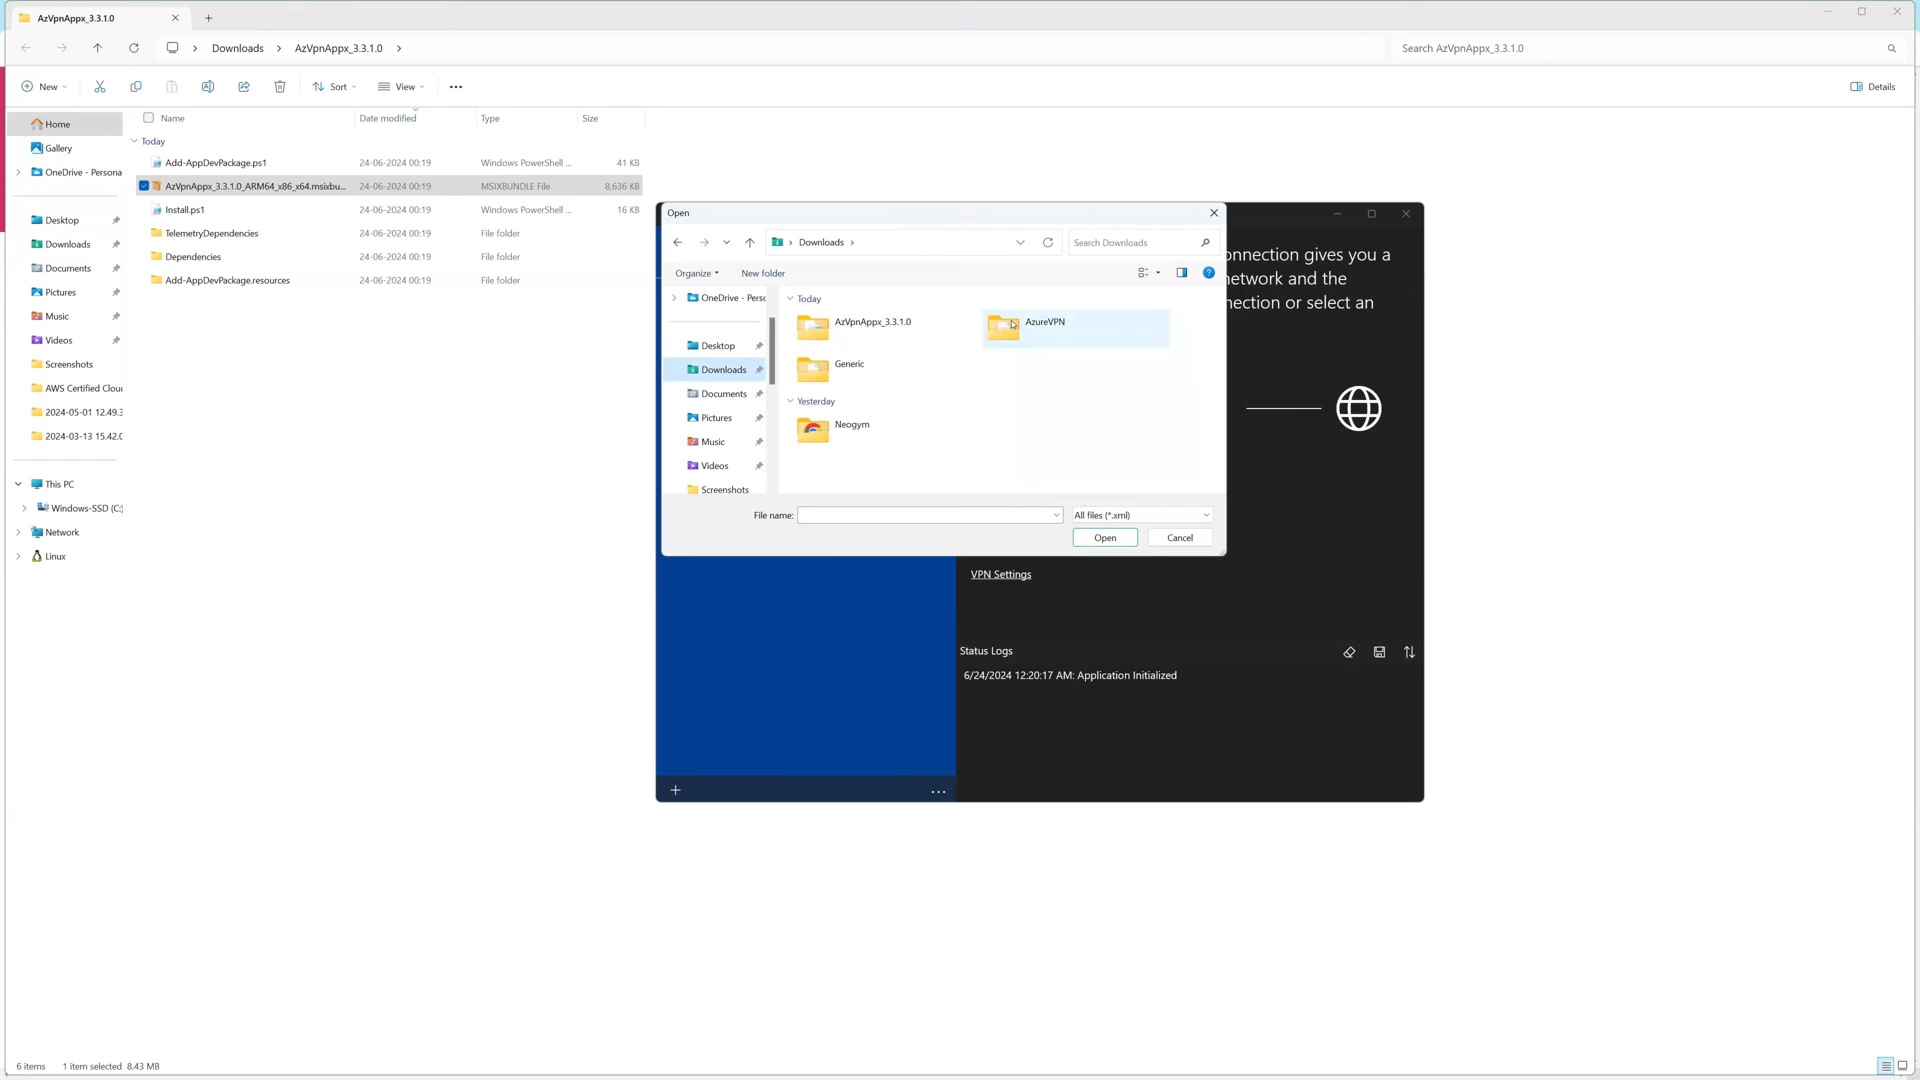 AzVpnAppx_3.3.1.0
Downloads
AzVpnAppx_3.3.1.0
Search AzVpnAppx_3.3.1.0
New
Sort
View
Details
Home
Gallery
OneDrive - Persona
Desktop
Downloads
Documents
Pictures
Music
Videos
Screenshots
AWS Certified Clou
2024-05-01 12.49.3
2024-03-13 15.42.0
This PC
Windows-SSD (C:)
Network
Linux
Name Date modified Type Size
Today
Add-AppDevPackage.ps1 24-06-2024 00:19 Windows PowerShell ... 41 KB
AzVpnAppx_3.3.1.0_ARM64_x86_x64.msixbu... 24-06-2024 00:19 MSIXBUNDLE File 8,636 KB
Install.ps1 24-06-2024 00:19 Windows PowerShell ... 16 KB
TelemetryDependencies 24-06-2024 00:19 File folder
Dependencies 24-06-2024 00:19 File folder
Add-AppDevPackage.resources 24-06-2024 00:19 File folder
Open
Downloads
Search Downloads
Organize
New folder
OneDrive - Perso
Desktop
Downloads
Documents
Pictures
Music
Videos
Screenshots
Today
AzVpnAppx_3.3.1.0
AzureVPN
Generic
Yesterday
Neogym
File name:
All files (*.xml)
Open
Cancel
onnection gives you a
network and the
nection or select an
VPN Settings
Status Logs
6/24/2024 12:20:17 AM: Application Initialized
6 items 1 item selected 8.43 MB